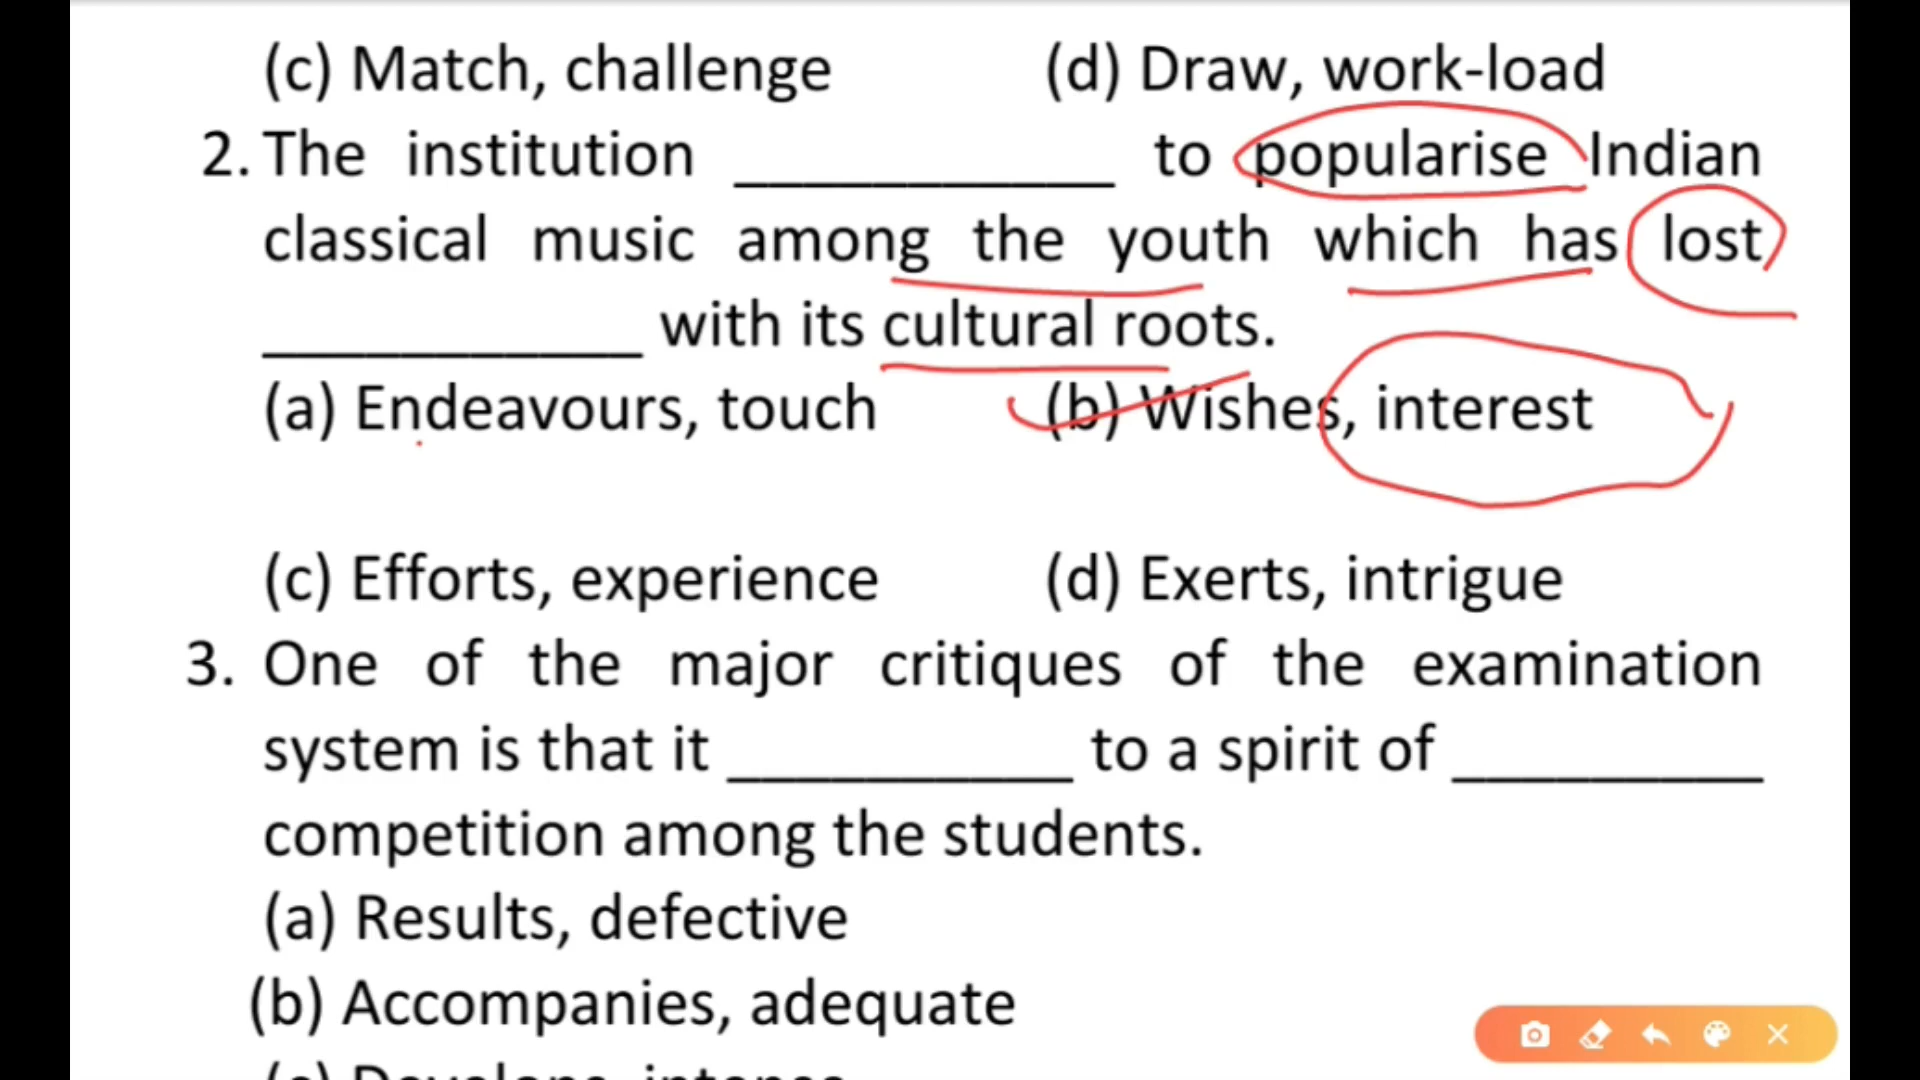 (c) Match, challenge (d) Draw, work-load
2. The institution ____________ to popularise Indian
classical music among the youth which has lost
____________ with its cultural roots.
(a) Endeavours, touch (b) Wishes, interest
(c) Efforts, experience (d) Exerts, intrigue
3. One of the major critiques of the examination
system is that it ___________ to a spirit of __________
competition among the students.
(a) Results, defective
(b) Accompanies, adequate